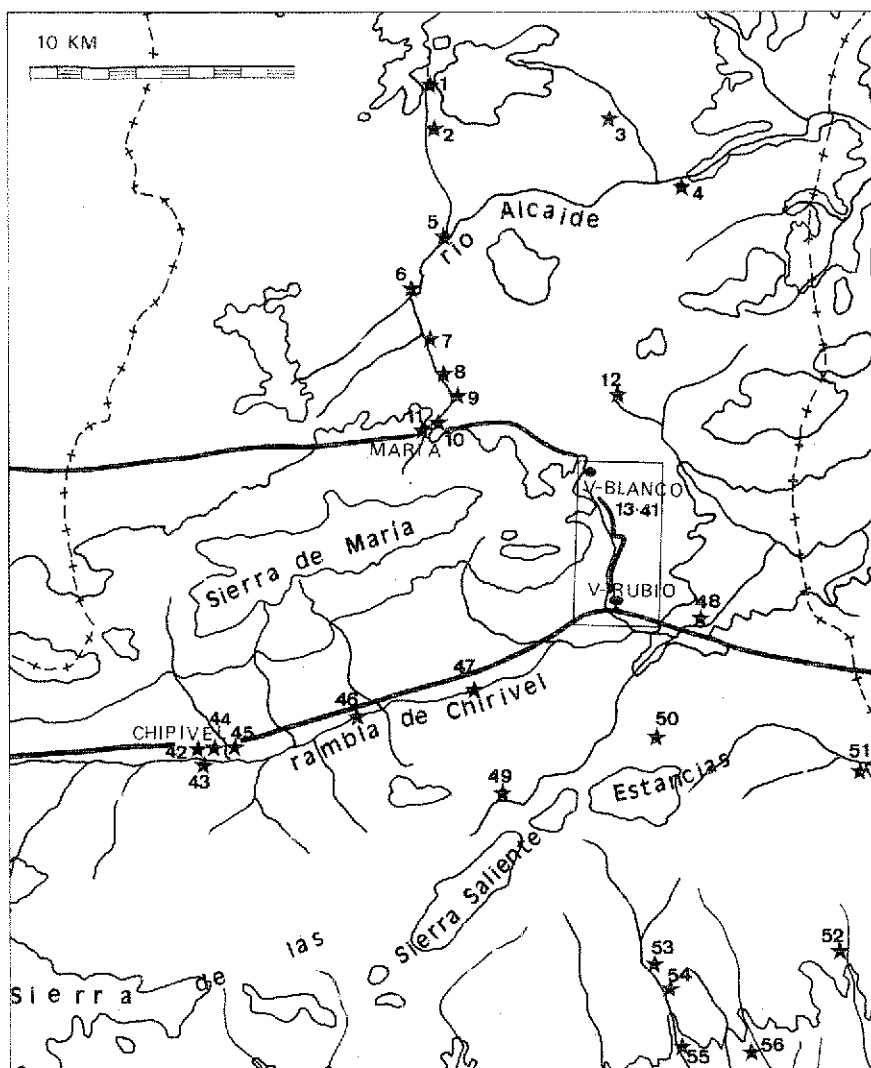 10 KM
1
2
3
4
río Alcaide
5
6
7
8
9
12
11
10
MARIA
V-BLANCO
13-41
Sierra de María
V-RUBIO
48
47
46
rambla de Chirivel
CHIPIVEL
44
45
42
43
50
51
49
Estancias
Sierra Saliente
52
53
las
de
Sierra
54
55
56